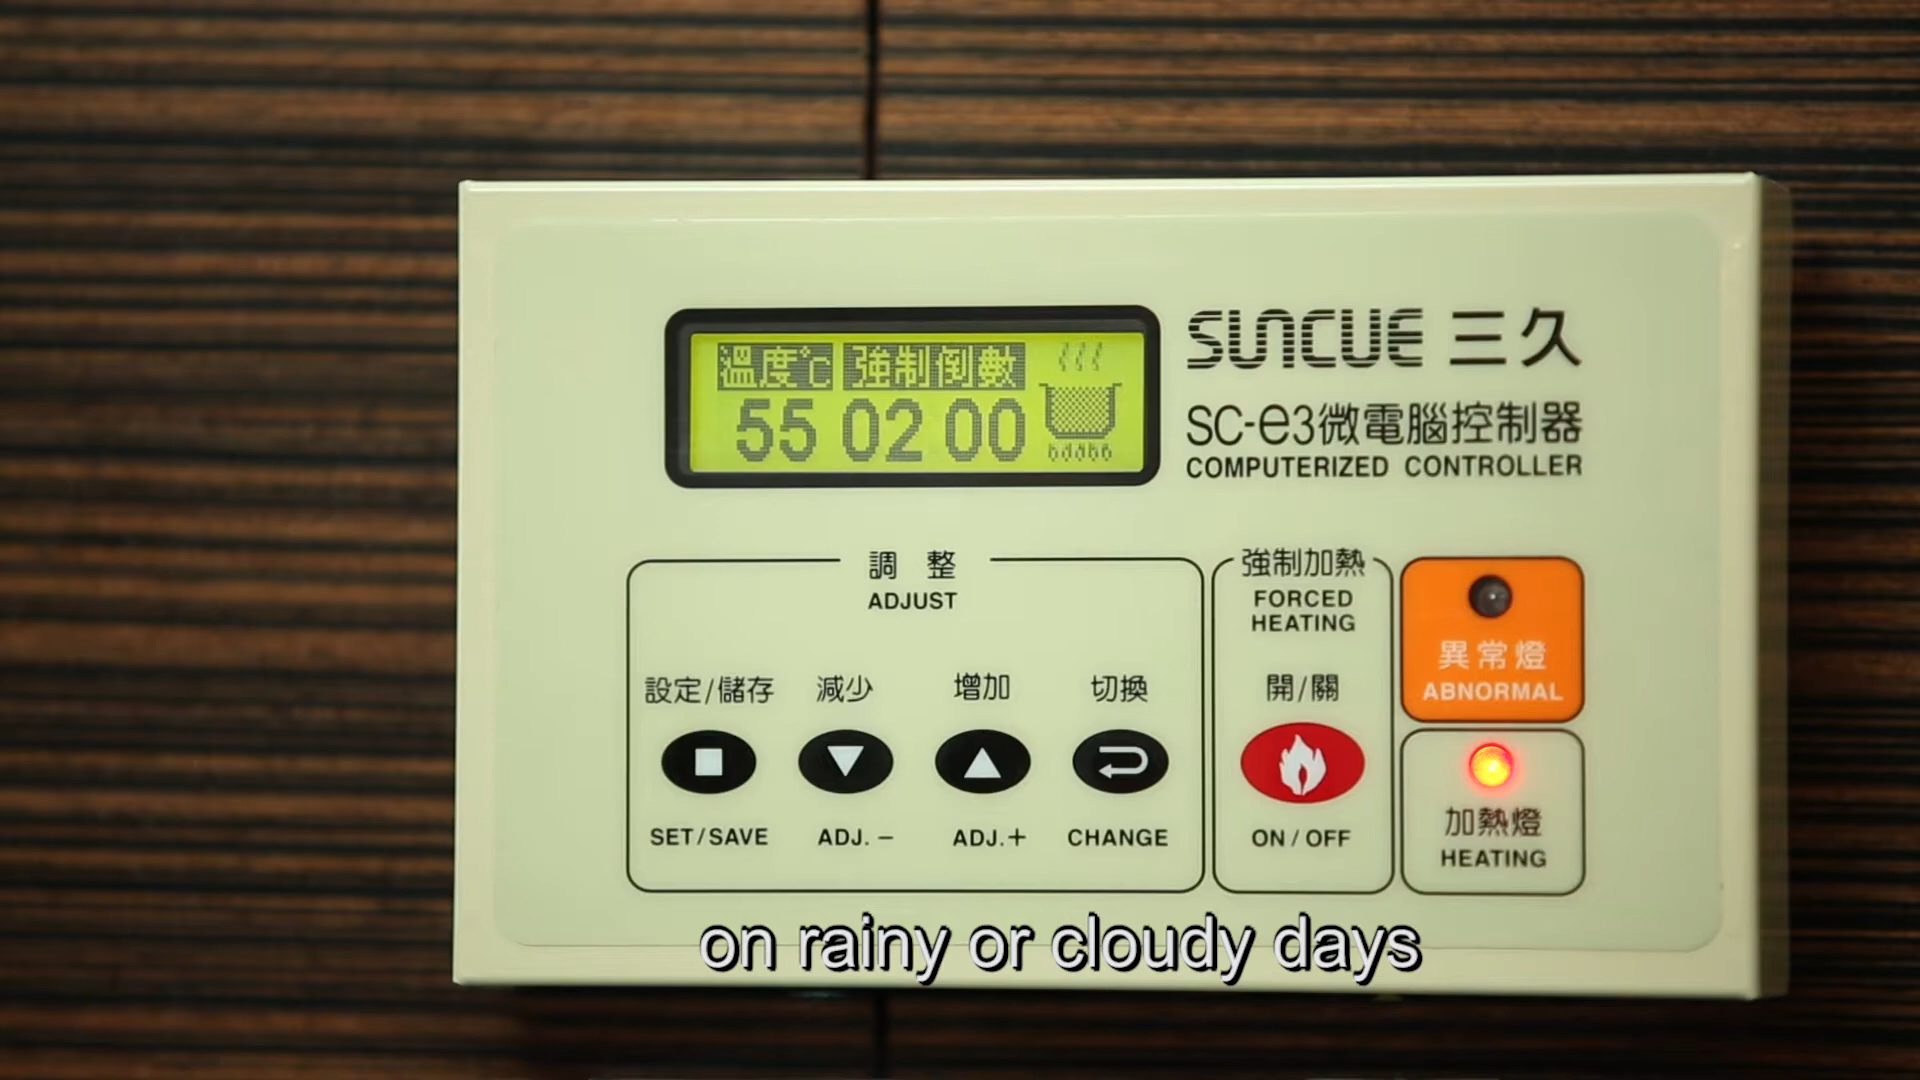 SUNCUE 三久
溫度℃ 強制倒數
55 02 00
SC-e3微電腦控制器
COMPUTERIZED CONTROLLER
調 整
ADJUST
設定/儲存 減少 增加 切換
SET/SAVE ADJ. － ADJ.＋ CHANGE
強制加熱
FORCED
HEATING
開/關
ON/OFF
異常燈
ABNORMAL
加熱燈
HEATING
on rainy or cloudy days